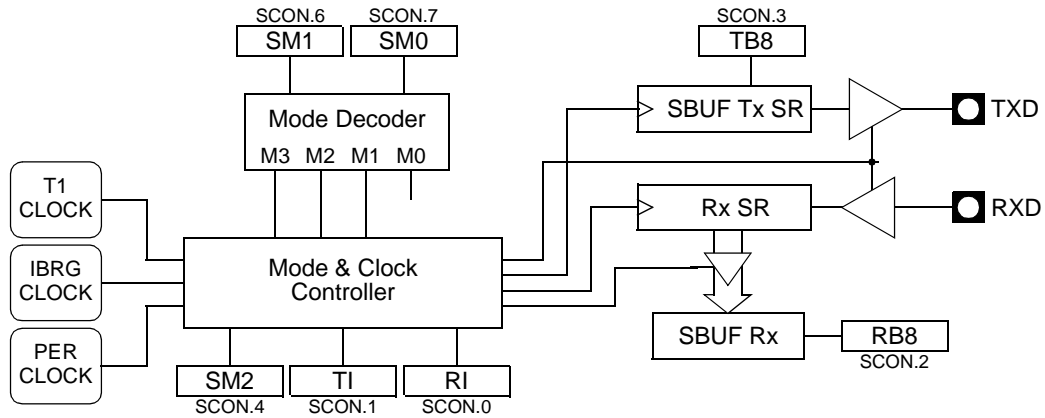 SCON.6
SCON.7
SCON.3
SM1
SM0
TB8
Mode Decoder
M3
M2
M1
M0
SBUF Tx SR
TXD
T1
CLOCK
Rx SR
RXD
IBRG
CLOCK
Mode & Clock
Controller
PER
CLOCK
SBUF Rx
RB8
SCON.2
SM2
TI
RI
SCON.4
SCON.1
SCON.0